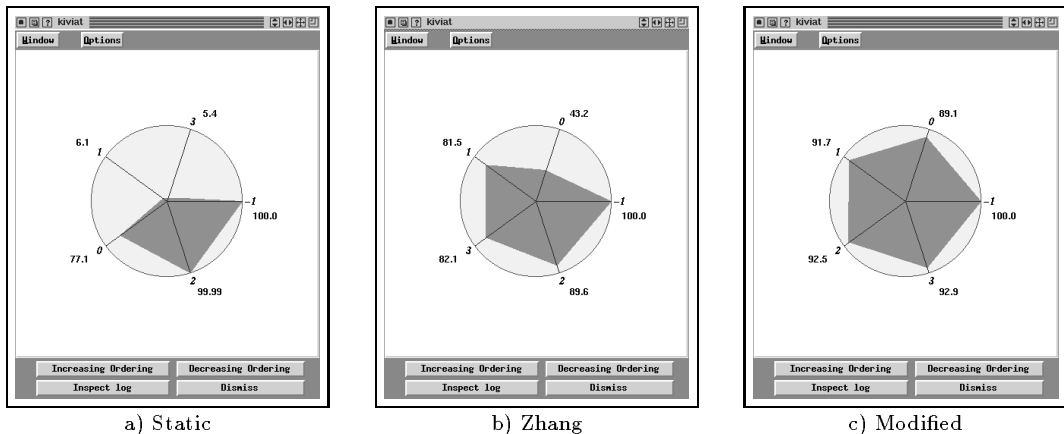 kiviat
Window Options
5.4
3
6.1
1
-1
100.0
0
77.1
2
99.99
Increasing Ordering Decreasing Ordering
Inspect log Dismiss
a) Static
kiviat
Window Options
43.2
0
81.5
1
-1
100.0
3
82.1
2
89.6
Increasing Ordering Decreasing Ordering
Inspect log Dismiss
b) Zhang
kiviat
Window Options
89.1
0
91.7
1
-1
100.0
2
92.5
3
92.9
Increasing Ordering Decreasing Ordering
Inspect log Dismiss
c) Modified